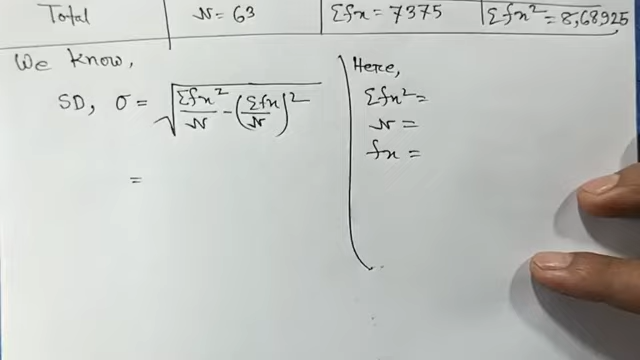 Total N = 63 Σfx = 7375 Σfx² = 8,68925
We know,
SD, σ = √(Σfx²/N - (Σfx/N)²)
=
Here,
Σfx² =
N =
fx =